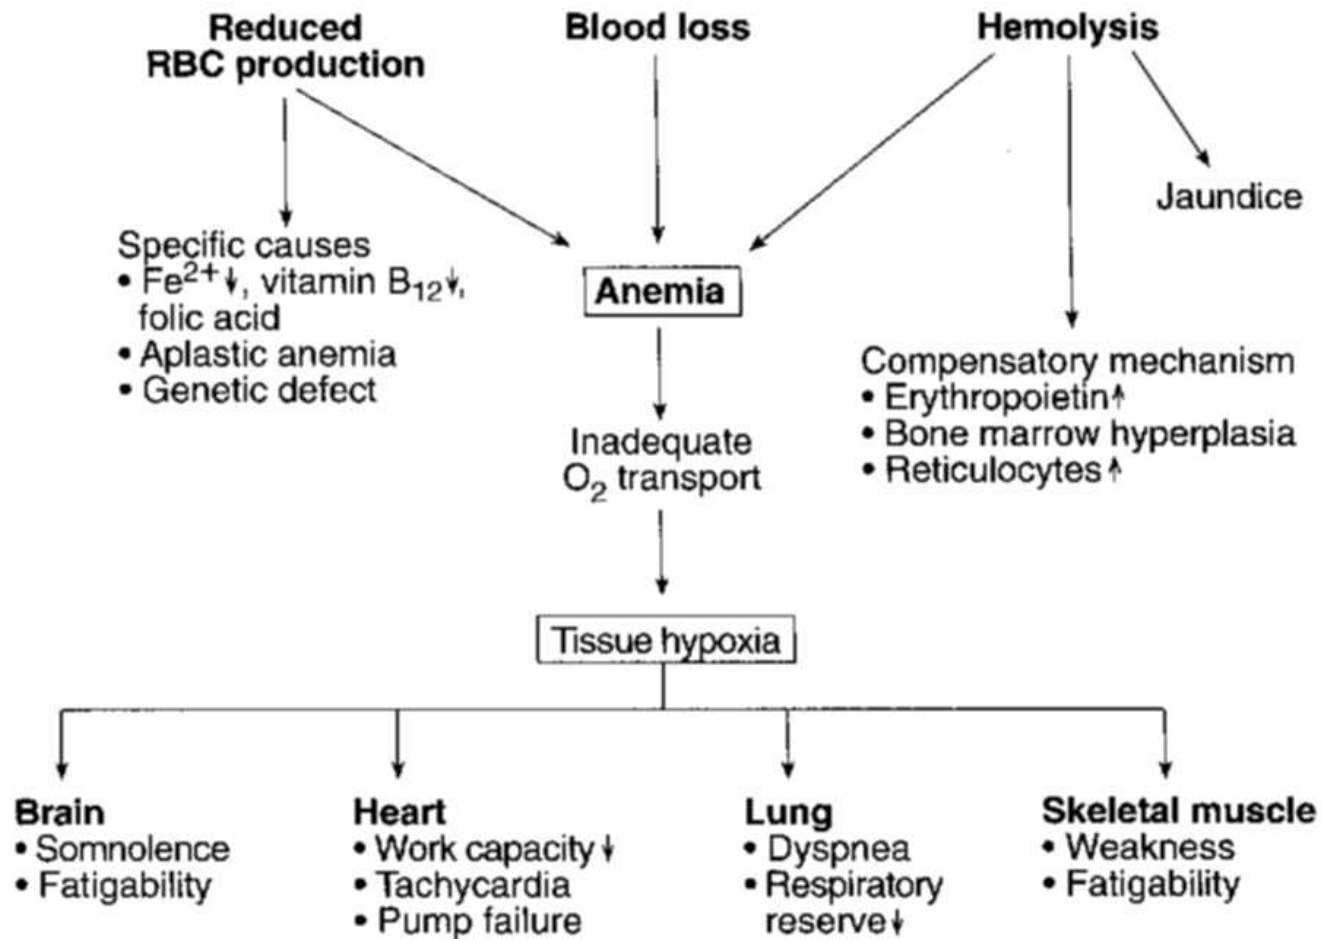 Reduced
RBC production
Blood loss
Hemolysis
Jaundice
Specific causes
• Fe²⁺↓, vitamin B₁₂↓,
folic acid
• Aplastic anemia
• Genetic defect
Anemia
Compensatory mechanism
• Erythropoietin↑
• Bone marrow hyperplasia
• Reticulocytes↑
Inadequate
O₂ transport
Tissue hypoxia
Brain
• Somnolence
• Fatigability
Heart
• Work capacity↓
• Tachycardia
• Pump failure
Lung
• Dyspnea
• Respiratory
reserve↓
Skeletal muscle
• Weakness
• Fatigability